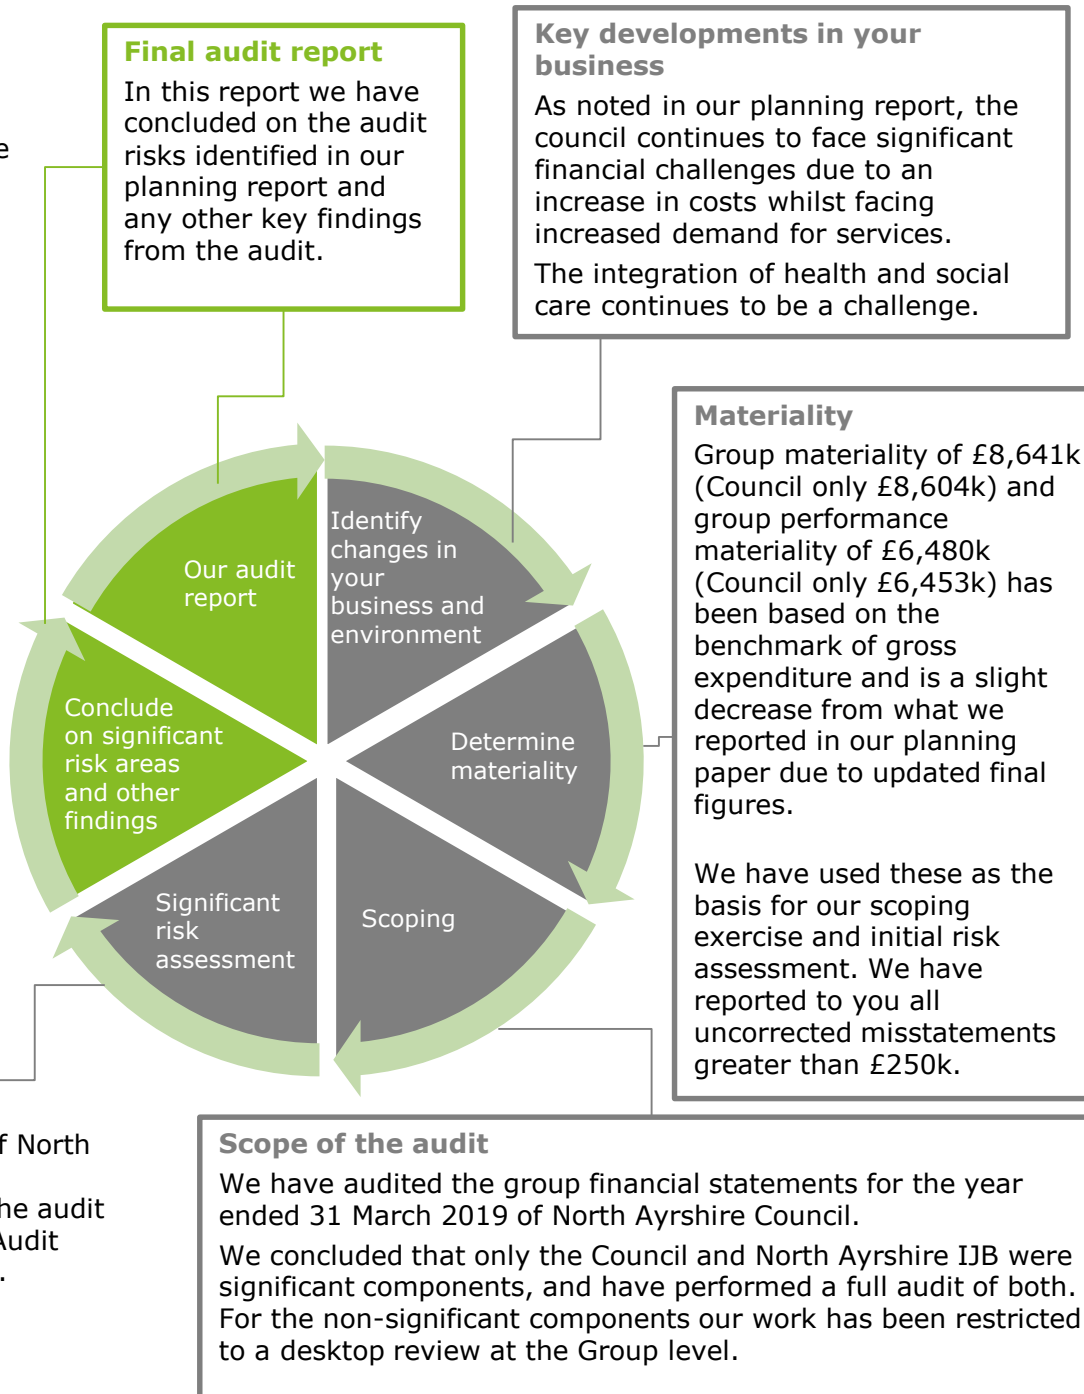 Final audit report
In this report we have
concluded on the audit
risks identified in our
planning report and
any other key findings
from the audit.
Key developments in your
business
As noted in our planning report, the
council continues to face significant
financial challenges due to an
increase in costs whilst facing
increased demand for services.
The integration of health and social
care continues to be a challenge.
Materiality
Group materiality of £8,641k
(Council only £8,604k) and
group performance
materiality of £6,480k
(Council only £6,453k) has
been based on the
benchmark of gross
expenditure and is a slight
decrease from what we
reported in our planning
paper due to updated final
figures.
We have used these as the
basis for our scoping
exercise and initial risk
assessment. We have
reported to you all
uncorrected misstatements
greater than £250k.
Identify
changes in
your
business and
environment
Determine
materiality
Scoping
Significant
risk
assessment
Conclude
on significant
risk areas
and other
findings
Our audit
report
North
he audit
Audit
.
Scope of the audit
We have audited the group financial statements for the year
ended 31 March 2019 of North Ayrshire Council.
We concluded that only the Council and North Ayrshire IJB were
significant components, and have performed a full audit of both.
For the non-significant components our work has been restricted
to a desktop review at the Group level.